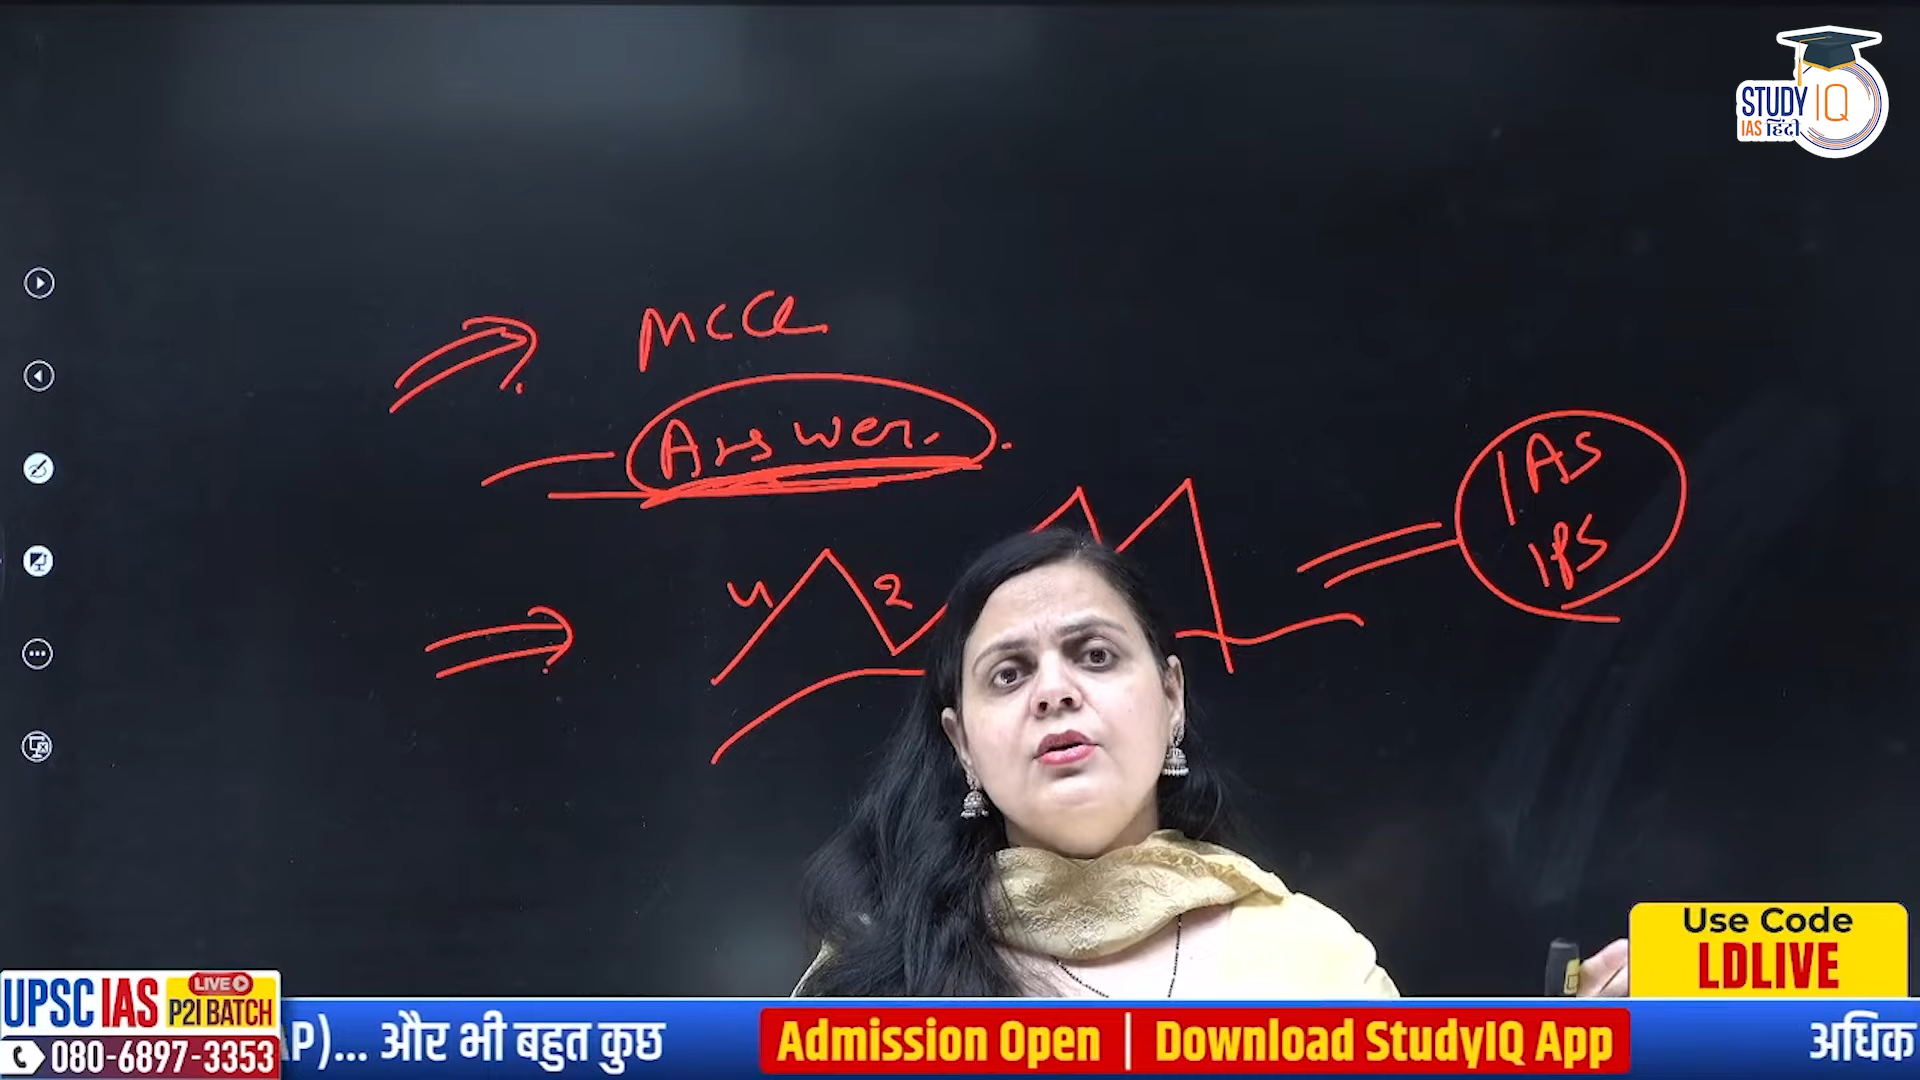 STUDY IQ
IAS हिंदी
MCQ
Answer.
4
2
IAS
IPS
Use Code
LDLIVE
UPSC IAS
LIVE
P2I BATCH
080-6897-3353
AP)... और भी बहुत कुछ
Admission Open | Download StudyIQ App
अधिक